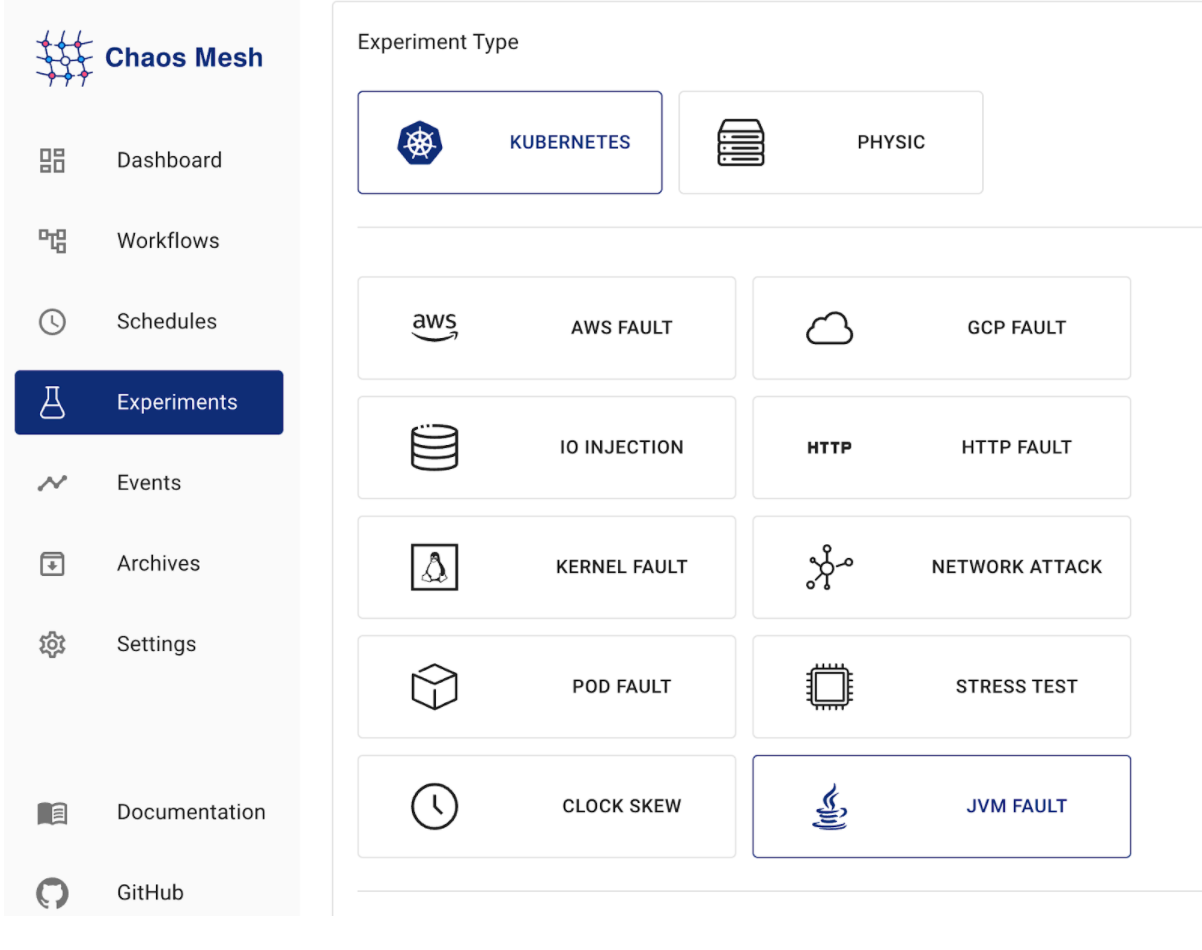 Chaos Mesh
Dashboard
Workflows
Schedules
Experiments
Events
Archives
Settings
Documentation
GitHub
Experiment Type
KUBERNETES
PHYSIC
aws AWS FAULT
GCP FAULT
IO INJECTION
HTTP HTTP FAULT
KERNEL FAULT
NETWORK ATTACK
POD FAULT
STRESS TEST
CLOCK SKEW
JVM FAULT